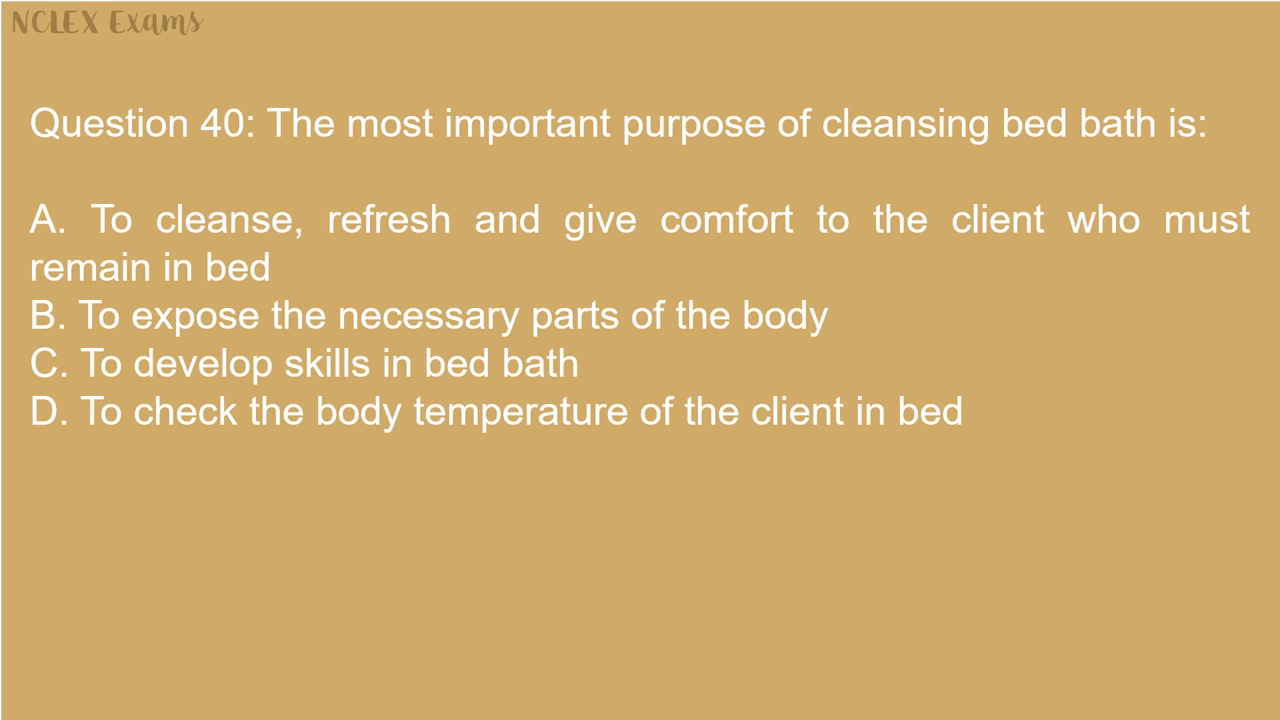 NCLEX Exams
Question 40: The most important purpose of cleansing bed bath is:
A. To cleanse, refresh and give comfort to the client who must
remain in bed
B. To expose the necessary parts of the body
C. To develop skills in bed bath
D. To check the body temperature of the client in bed